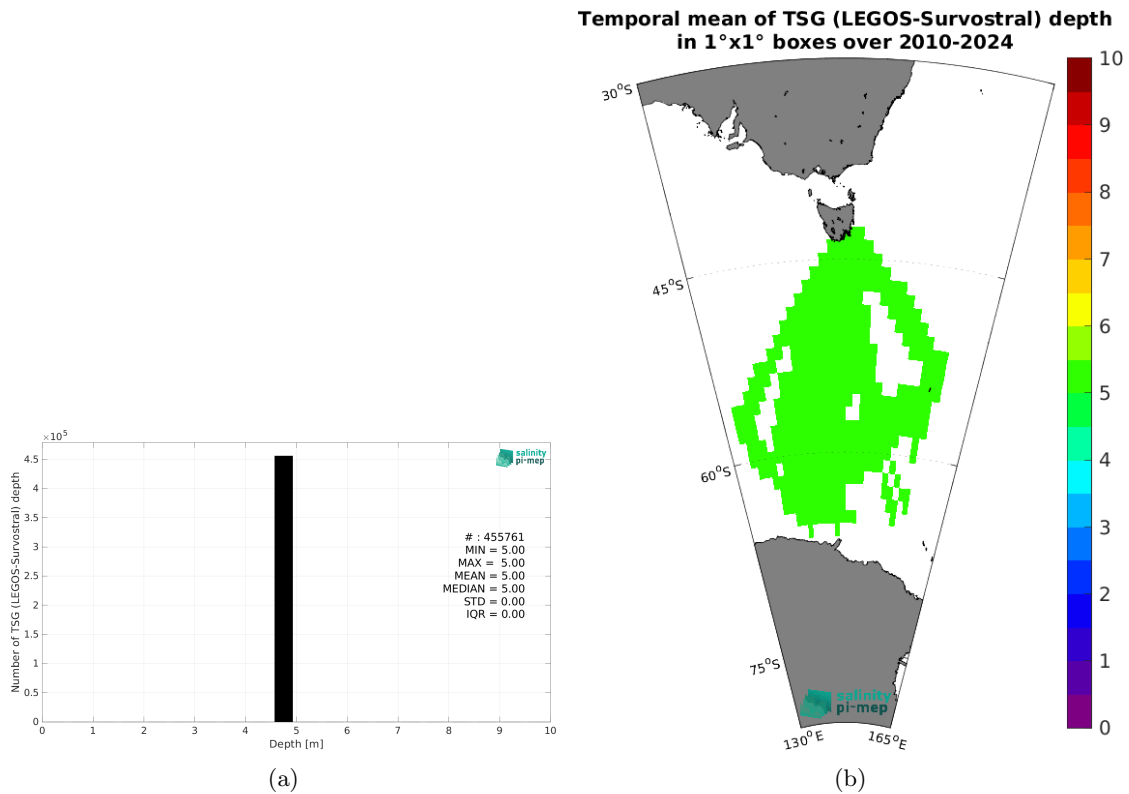 ×10⁵
4.5
4
3.5
3
2.5
2
1.5
1
0.5
0
Number of TSG (LEGOS-Survostral) depth
0 1 2 3 4 5 6 7 8 9 10
Depth [m]
salinity
pi-mep
# : 455761
MIN = 5.00
MAX = 5.00
MEAN = 5.00
MEDIAN = 5.00
STD = 0.00
IQR = 0.00
(a)
Temporal mean of TSG (LEGOS-Survostral) depth
in 1°x1° boxes over 2010-2024
30°S
45°S
60°S
75°S
130°E
165°E
salinity
pi-mep
10
9
8
7
6
5
4
3
2
1
0
(b)